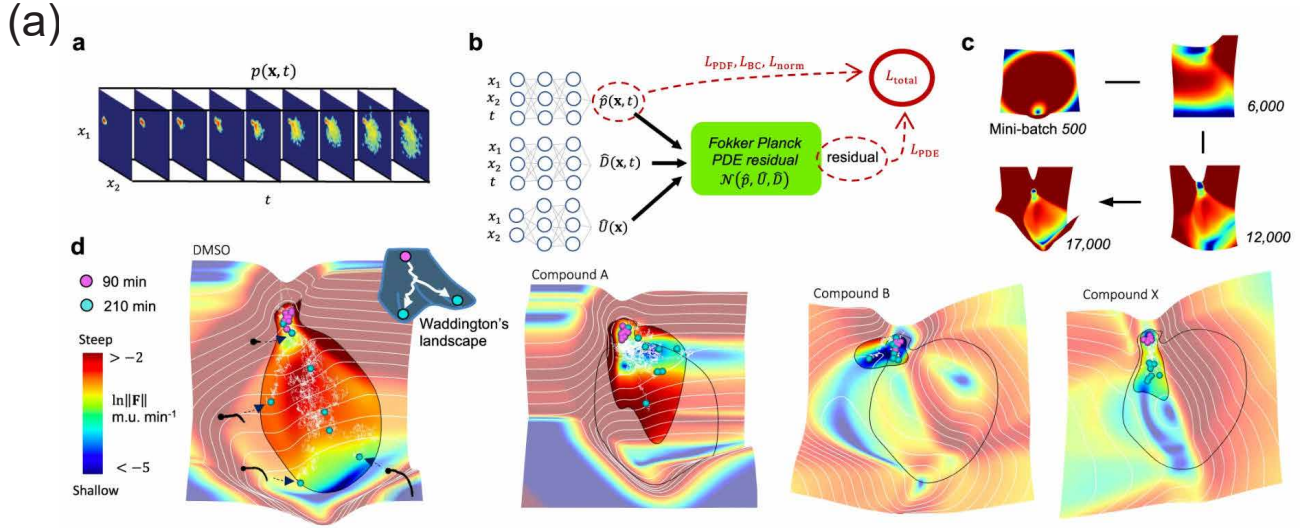 (a)
a
p(x, t)
x₁
x₂
t
b
x₁
x₂
t
p̂(x, t)
x₁
x₂
t
D̂(x, t)
x₁
x₂
Û(x)
L_PDF, L_BC, L_norm
L_total
Fokker Planck
PDE residual
𝒩(p̂, Û, D̂)
residual
L_PDE
c
Mini-batch 500
6,000
12,000
17,000
d
90 min
210 min
Steep
> −2
ln‖F‖
m.u. min⁻¹
< −5
Shallow
DMSO
Waddington's
landscape
Compound A
Compound B
Compound X